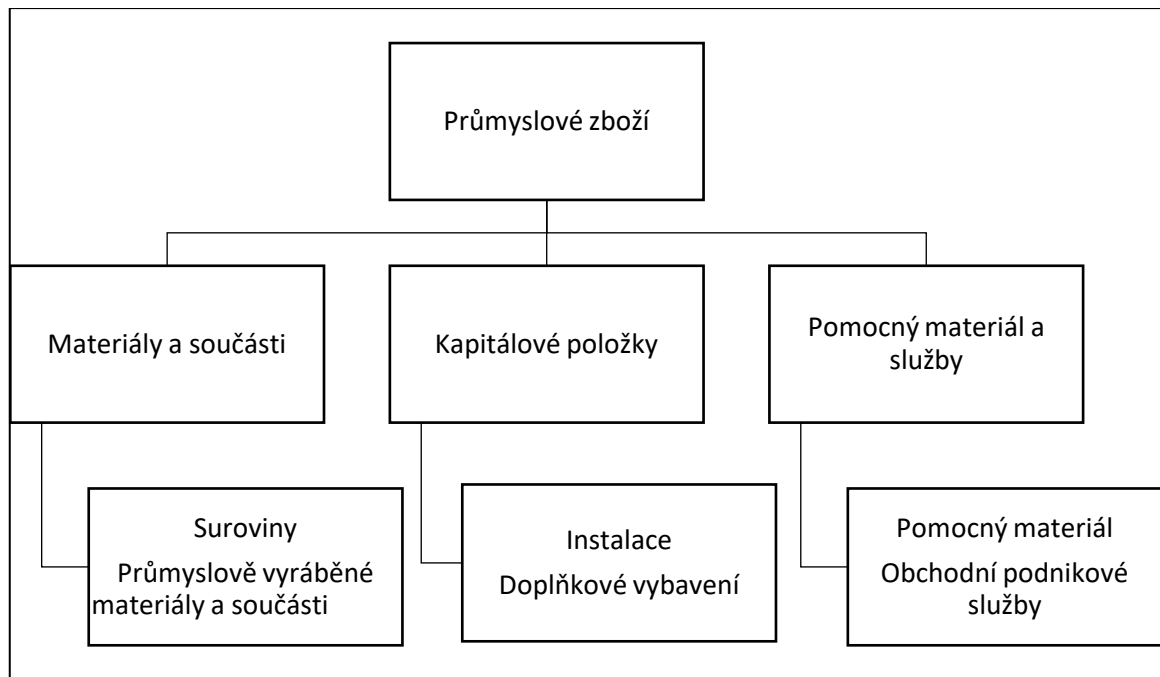 Průmyslové zboží
Materiály a součásti
Kapitálové položky
Pomocný materiál a
služby
Suroviny
Průmyslově vyráběné
materiály a součásti
Instalace
Doplňkové vybavení
Pomocný materiál
Obchodní podnikové
služby